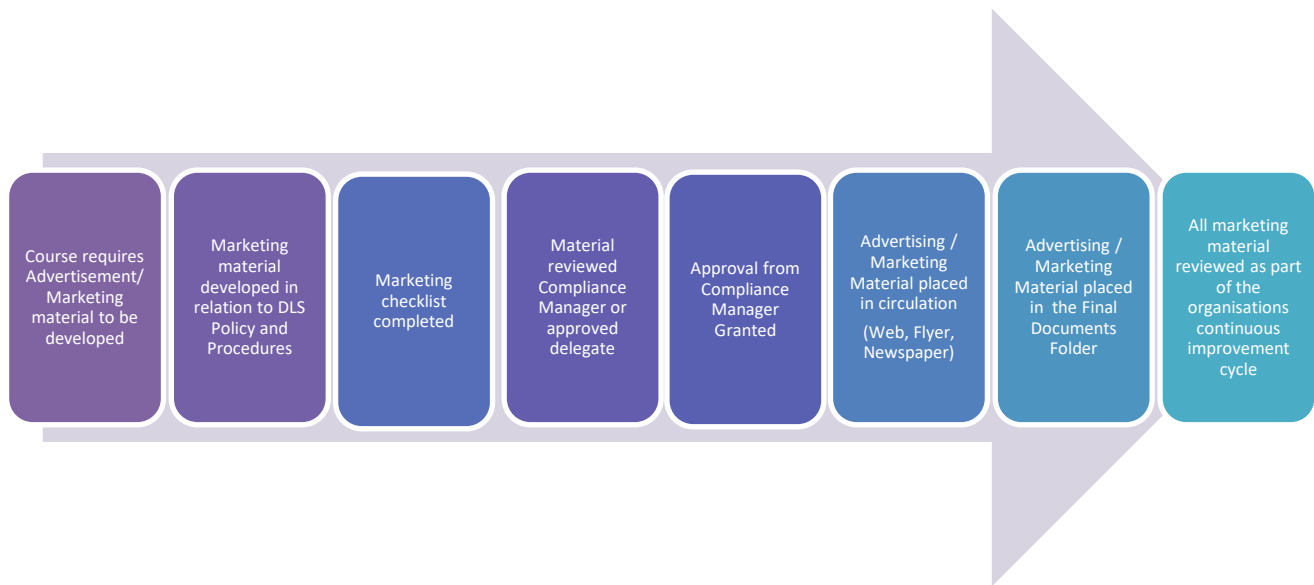 Course requires
Advertisement/
Marketing
material to be
developed
Marketing
material
developed in
relation to DLS
Policy and
Procedures
Marketing
checklist
completed
Material
reviewed
Compliance
Manager or
approved
delegate
Approval from
Compliance
Manager
Granted
Advertising /
Marketing
Material placed
in circulation
(Web, Flyer,
Newspaper)
Advertising /
Marketing
Material placed
in the Final
Documents
Folder
All marketing
material
reviewed as part
of the
organisations
continuous
improvement
cycle